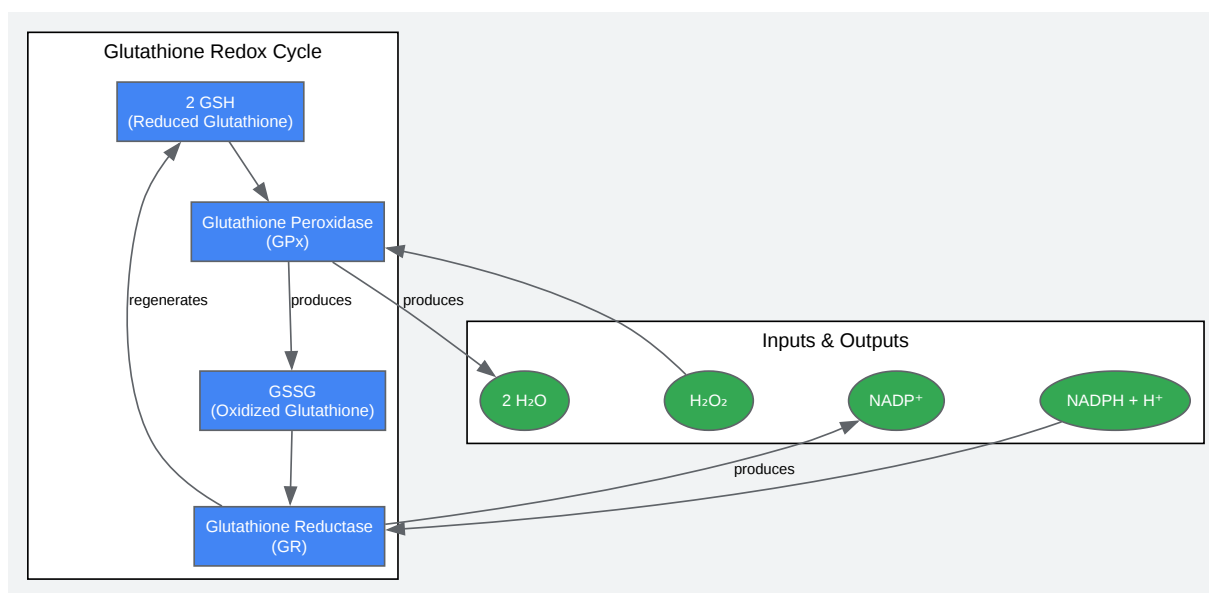 Glutathione Redox Cycle
2 GSH
(Reduced Glutathione)
Glutathione Peroxidase
(GPx)
regenerates
produces
produces
Inputs & Outputs
GSSG
(Oxidized Glutathione)
2 H₂O
H₂O₂
NADP⁺
NADPH + H⁺
produces
Glutathione Reductase
(GR)